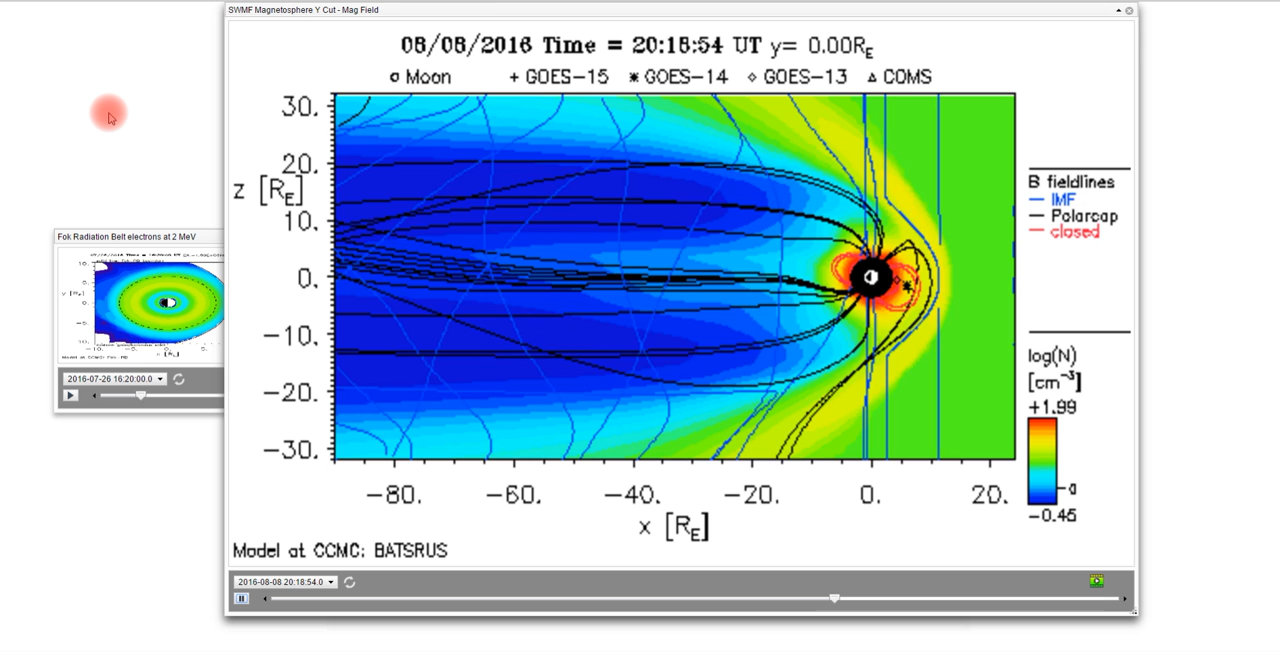 SWMF Magnetosphere Y Cut - Mag Field
08/08/2016 Time = 20:18:54 UT y= 0.00RE
Moon + GOES-15 ✱ GOES-14 ◇ GOES-13 △ COMS
30.
20.
10.
0.
-10.
-20.
-30.
z [RE]
-80. -60. -40. -20. 0. 20.
x [RE]
B fieldlines
IMF
Polarcap
closed
log(N)
[cm-3]
+1.99
0
-0.45
Model at CCMC: BATSRUS
2016-08-08 20:18:54.0
Fok Radiation Belt electrons at 2 MeV
2016-07-26 16:20:00.0